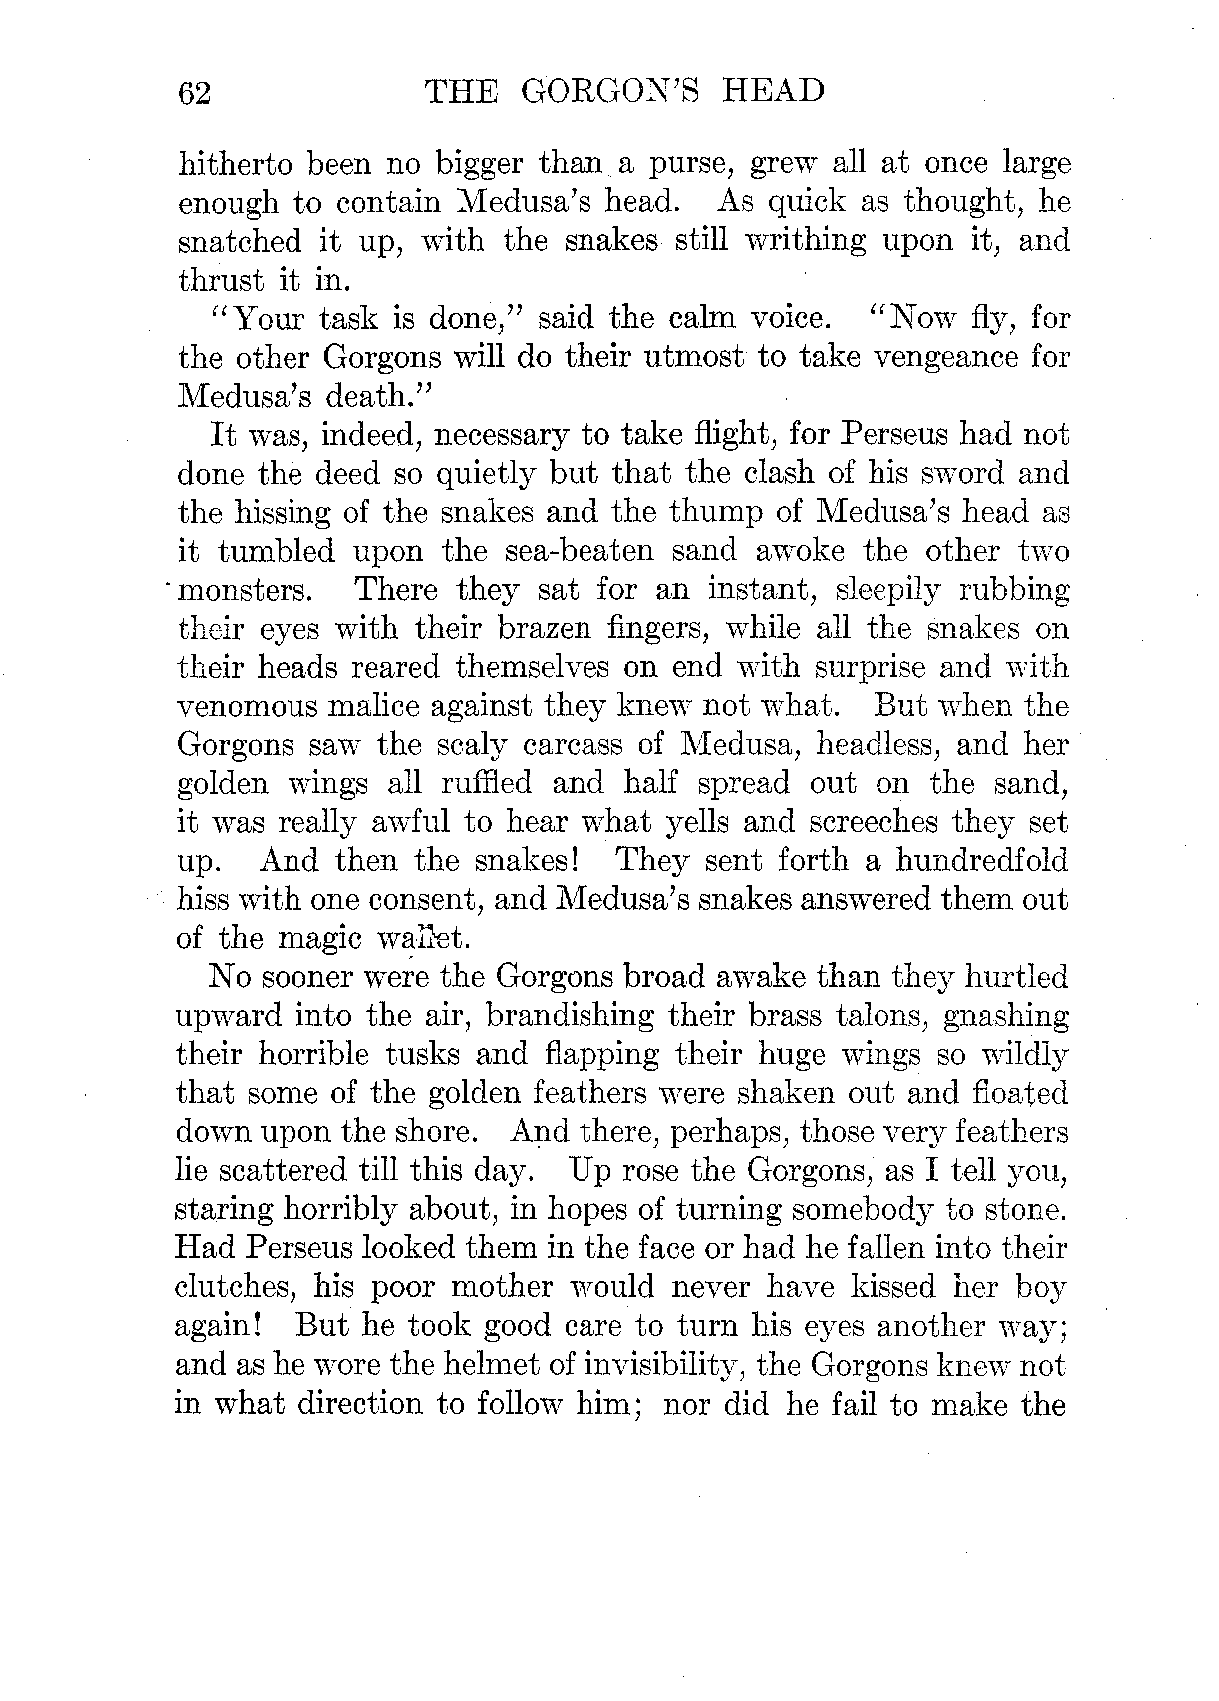 62 THE GORGON'S HEAD
hitherto been no bigger than a purse, grew all at once large
enough to contain Medusa's head. As quick as thought, he
snatched it up, with the snakes still writhing upon it, and
thrust it in.
"Your task is done," said the calm voice. "Now fly, for
the other Gorgons will do their utmost to take vengeance for
Medusa's death."
It was, indeed, necessary to take flight, for Perseus had not
done the deed so quietly but that the clash of his sword and
the hissing of the snakes and the thump of Medusa's head as
it tumbled upon the sea-beaten sand awoke the other two
monsters. There they sat for an instant, sleepily rubbing
their eyes with their brazen fingers, while all the snakes on
their heads reared themselves on end with surprise and with
venomous malice against they knew not what. But when the
Gorgons saw the scaly carcass of Medusa, headless, and her
golden wings all ruffled and half spread out on the sand,
it was really awful to hear what yells and screeches they set
up. And then the snakes! They sent forth a hundredfold
hiss with one consent, and Medusa's snakes answered them out
of the magic wallet.
No sooner were the Gorgons broad awake than they hurtled
upward into the air, brandishing their brass talons, gnashing
their horrible tusks and flapping their huge wings so wildly
that some of the golden feathers were shaken out and floated
down upon the shore. And there, perhaps, those very feathers
lie scattered till this day. Up rose the Gorgons, as I tell you,
staring horribly about, in hopes of turning somebody to stone.
Had Perseus looked them in the face or had he fallen into their
clutches, his poor mother would never have kissed her boy
again! But he took good care to turn his eyes another way;
and as he wore the helmet of invisibility, the Gorgons knew not
in what direction to follow him; nor did he fail to make the